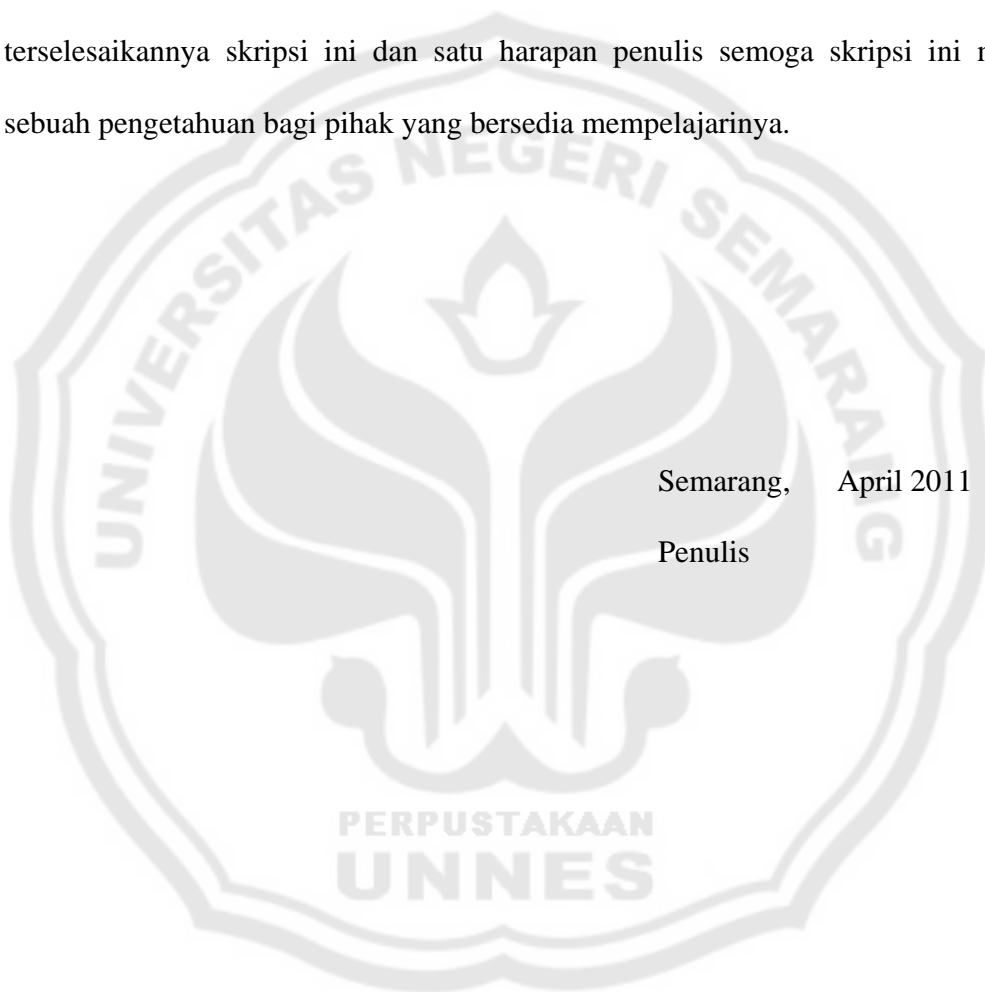 terselesaikannya skripsi ini dan satu harapan penulis semoga skripsi ini
sebuah pengetahuan bagi pihak yang bersedia mempelajarinya.
UNIVERSITAS NEGERI SEMARANG
Semarang, April 2011
Penulis
PERPUSTAKAAN
UNNES